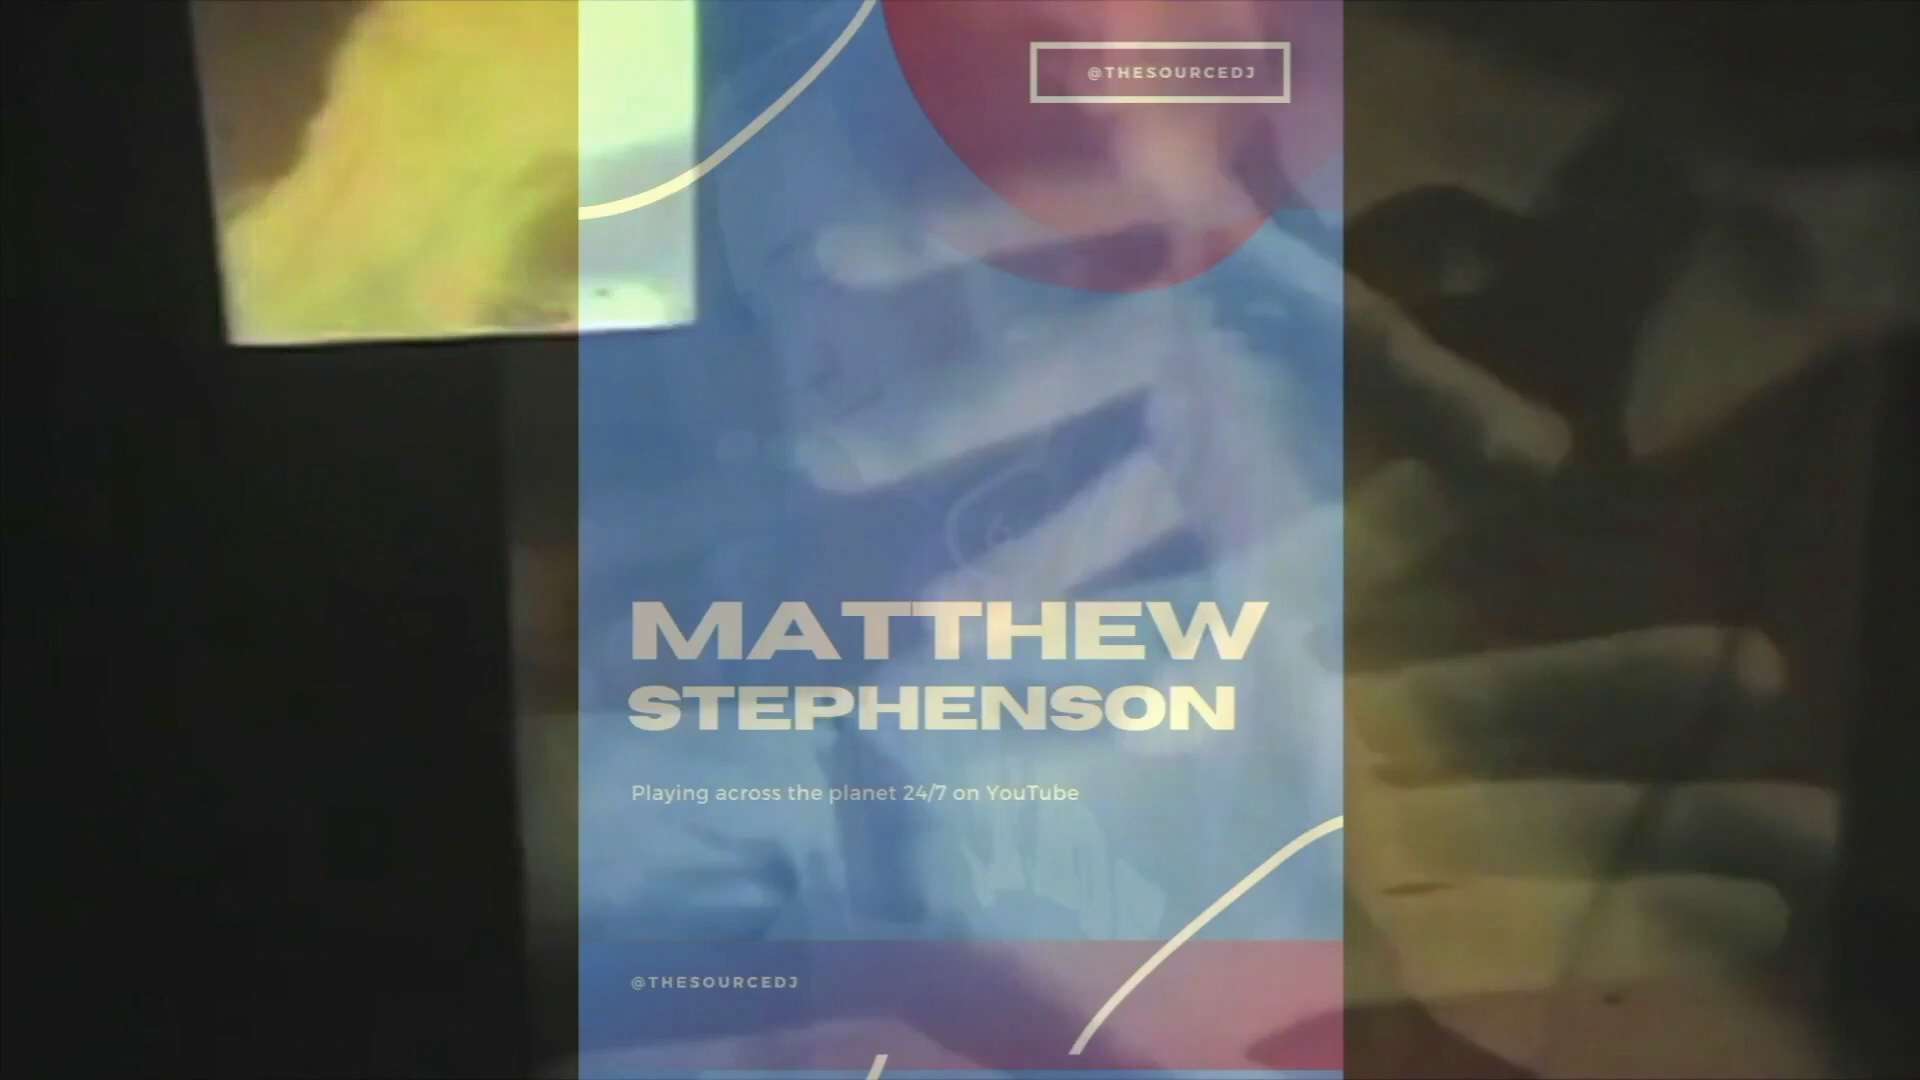 @THESOURCEDJ
MATTHEW
STEPHENSON
Playing across the planet 24/7 on YouTube
@THESOURCEDJ